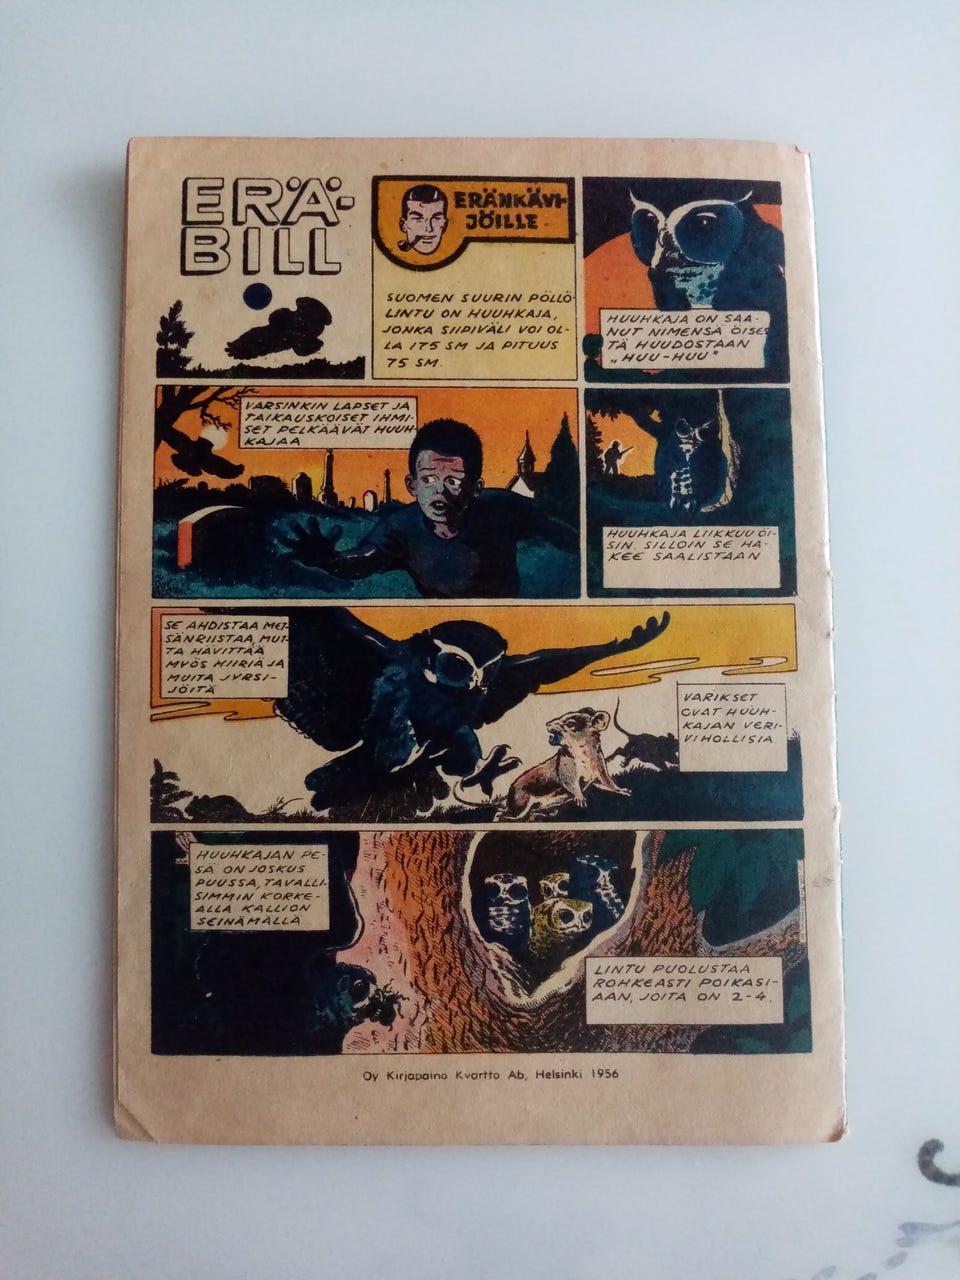 ERÄ-
BILL
ERÄNKÄVI-
JÖILLE
SUOMEN SUURIN PÖLLÖ-
LINTU ON HUUHKAJA,
JONKA SIIPIVÄLI VOI OL-
LA 175 SM JA PITUUS
75 SM.
HUUHKAJA ON SAA-
NUT NIMENSÄ ÖISES
TÄ HUUDOSTAAN
„HUU-HUU"
VARSINKIN LAPSET JA
TAIKAUSKOISET IHMI-
SET PELKÄÄVÄT HUUH-
KAJAA
HUUHKAJA LIIKKUU ÖI-
SIN. SILLOIN SE HA-
KEE SAALISTAAN
SE AHDISTAA MET-
SÄNRIISTAA, MUT-
TA HÄVITTÄÄ
MYÖS HIIRIÄ JA
MUITA JYRSI-
JÖITÄ
VARIKSET
OVAT HUUH-
KAJAN VERI-
VIHOLLISIA
HUUHKAJAN PE-
SÄ ON JOSKUS
PUUSSA, TAVALLI-
SIMMIN KORKE-
ALLA KALLION
SEINÄMÄLLÄ
LINTU PUOLUSTAA
ROHKEASTI POIKASI-
AAN, JOITA ON 2-4.
Oy Kirjapaino Kvartto Ab, Helsinki 1956